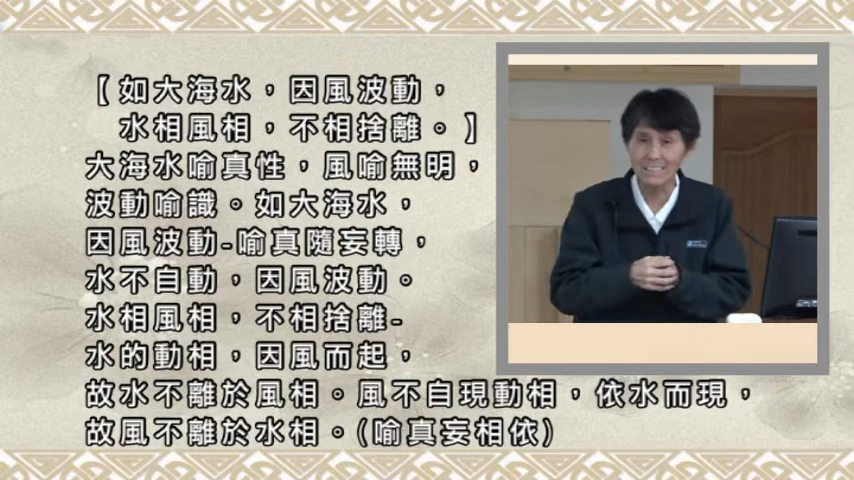 【如大海水，因風波動，
水相風相，不相捨離。】
大海水喻真性，風喻無明，
波動喻識。如大海水，
因風波動-喻真隨妄轉，
水不自動，因風波動。
水相風相，不相捨離-
水的動相，因風而起，
故水不離於風相。風不自現動相，依水而現，
故風不離於水相。(喻真妄相依)